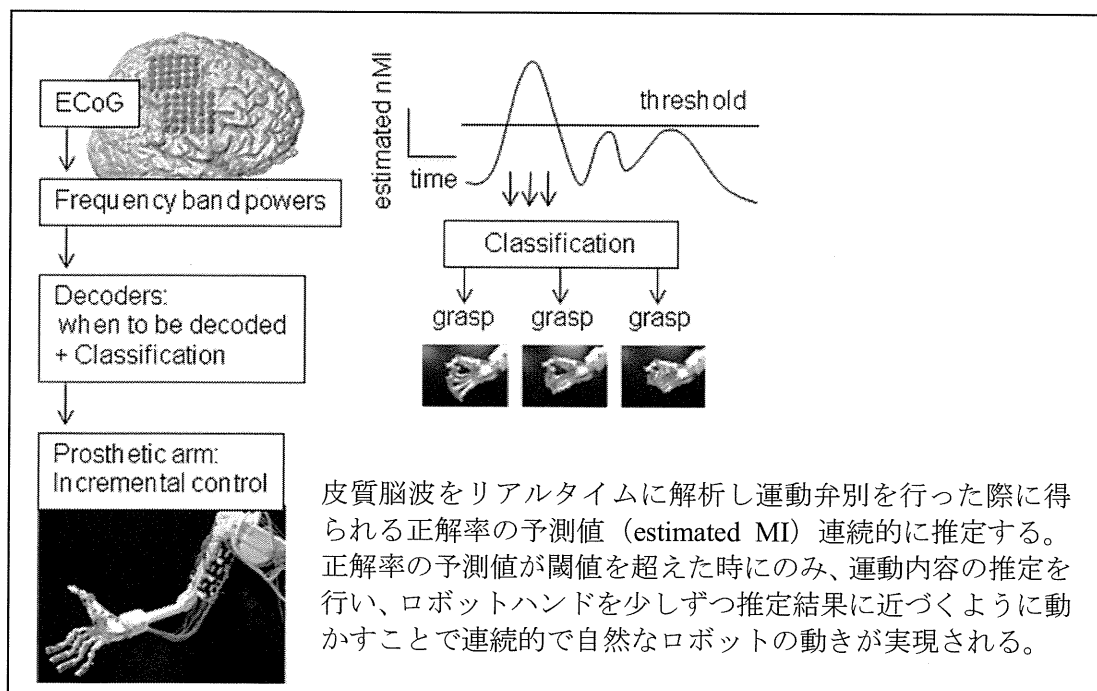 ECoG
Frequency band powers
Decoders:
when to be decoded
+ Classification
Prosthetic arm:
Incremental control
estimated nMI
time
threshold
Classification
grasp grasp grasp
皮質脳波をリアルタイムに解析し運動弁別を行った際に得
られる正解率の予測値（estimated MI）連続的に推定する。
正解率の予測値が閾値を超えた時にのみ、運動内容の推定を
行い、ロボットハンドを少しずつ推定結果に近づくように動
かすことで連続的で自然なロボットの動きが実現される。